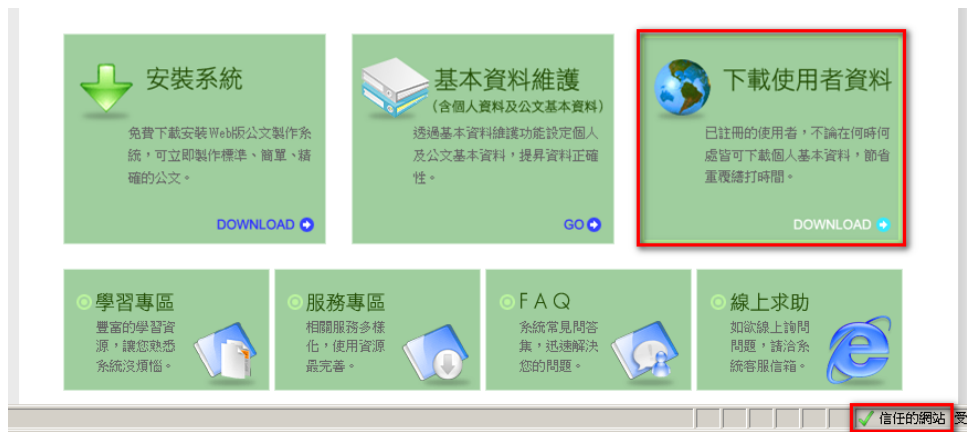 安裝系統
免費下載安裝Web版公文製作系
統，可立即製作標準、簡單、精
確的公文。
DOWNLOAD
基本資料維護
(含個人資料及公文基本資料)
透過基本資料維護功能設定個人
及公文基本資料，提昇資料正確
性。
GO
下載使用者資料
已註冊的使用者，不論在何時何
處皆可下載個人基本資料，節省
重覆繕打時間。
DOWNLOAD
學習專區
豐富的學習資
源，讓您熟悉
系統沒煩惱。
服務專區
相關服務多樣
化，使用資源
最完善。
FAQ
系統常見問答
集，迅速解決
您的問題。
線上求助
如欲線上詢問
問題，請洽系
統客服信箱。
信任的網站 受